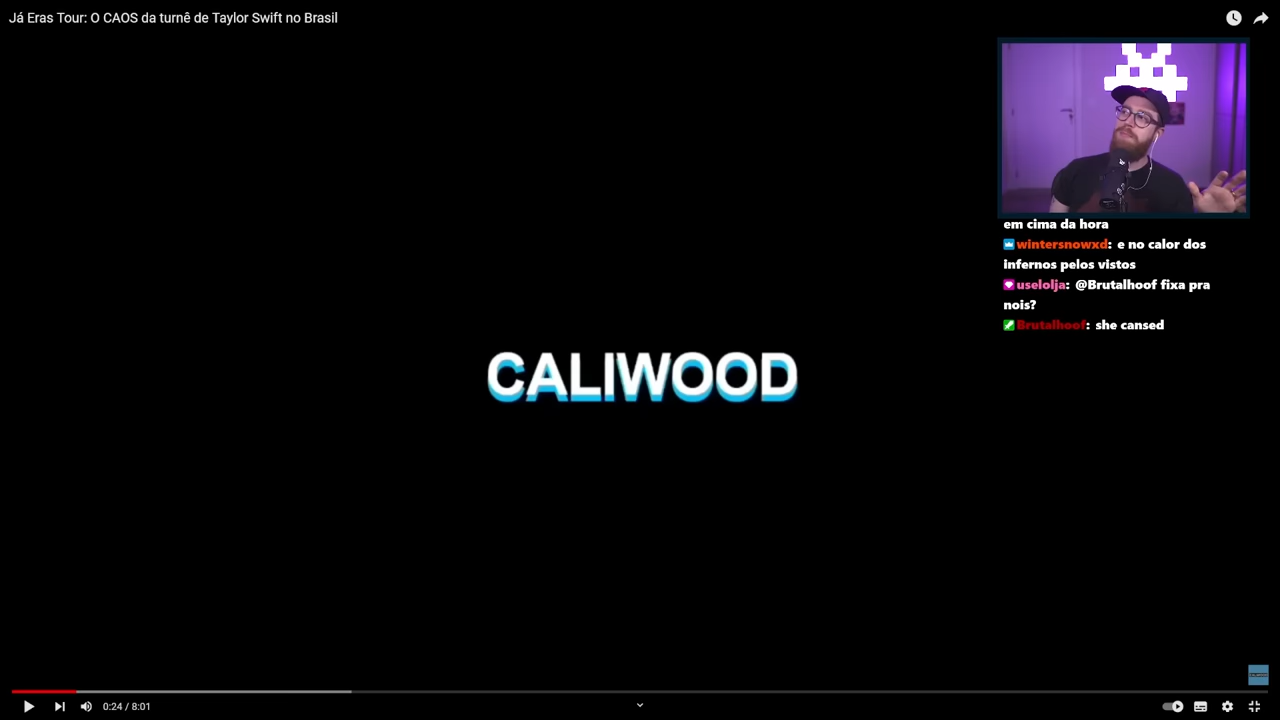 Já Eras Tour: O CAOS da turnê de Taylor Swift no Brasil
em cima da hora
wintersnowxd: e no calor dos
infernos pelos vistos
uselolja: @Brutalhoof fixa pra
nois?
Brutalhoof: she cansed
CALIWOOD
0:24 / 8:01